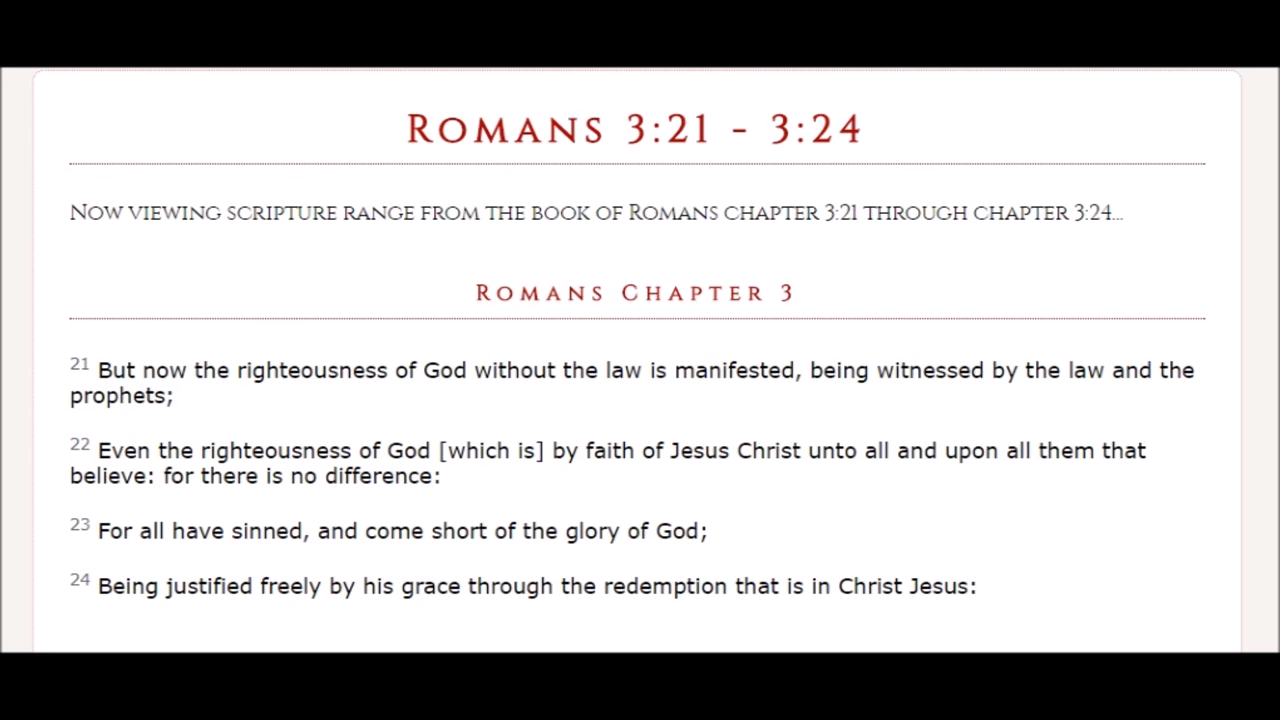 Romans 3:21 - 3:24
Now viewing scripture range from the book of Romans chapter 3:21 through chapter 3:24...
Romans Chapter 3
21 But now the righteousness of God without the law is manifested, being witnessed by the law and the
prophets;
22 Even the righteousness of God [which is] by faith of Jesus Christ unto all and upon all them that
believe: for there is no difference:
23 For all have sinned, and come short of the glory of God;
24 Being justified freely by his grace through the redemption that is in Christ Jesus: